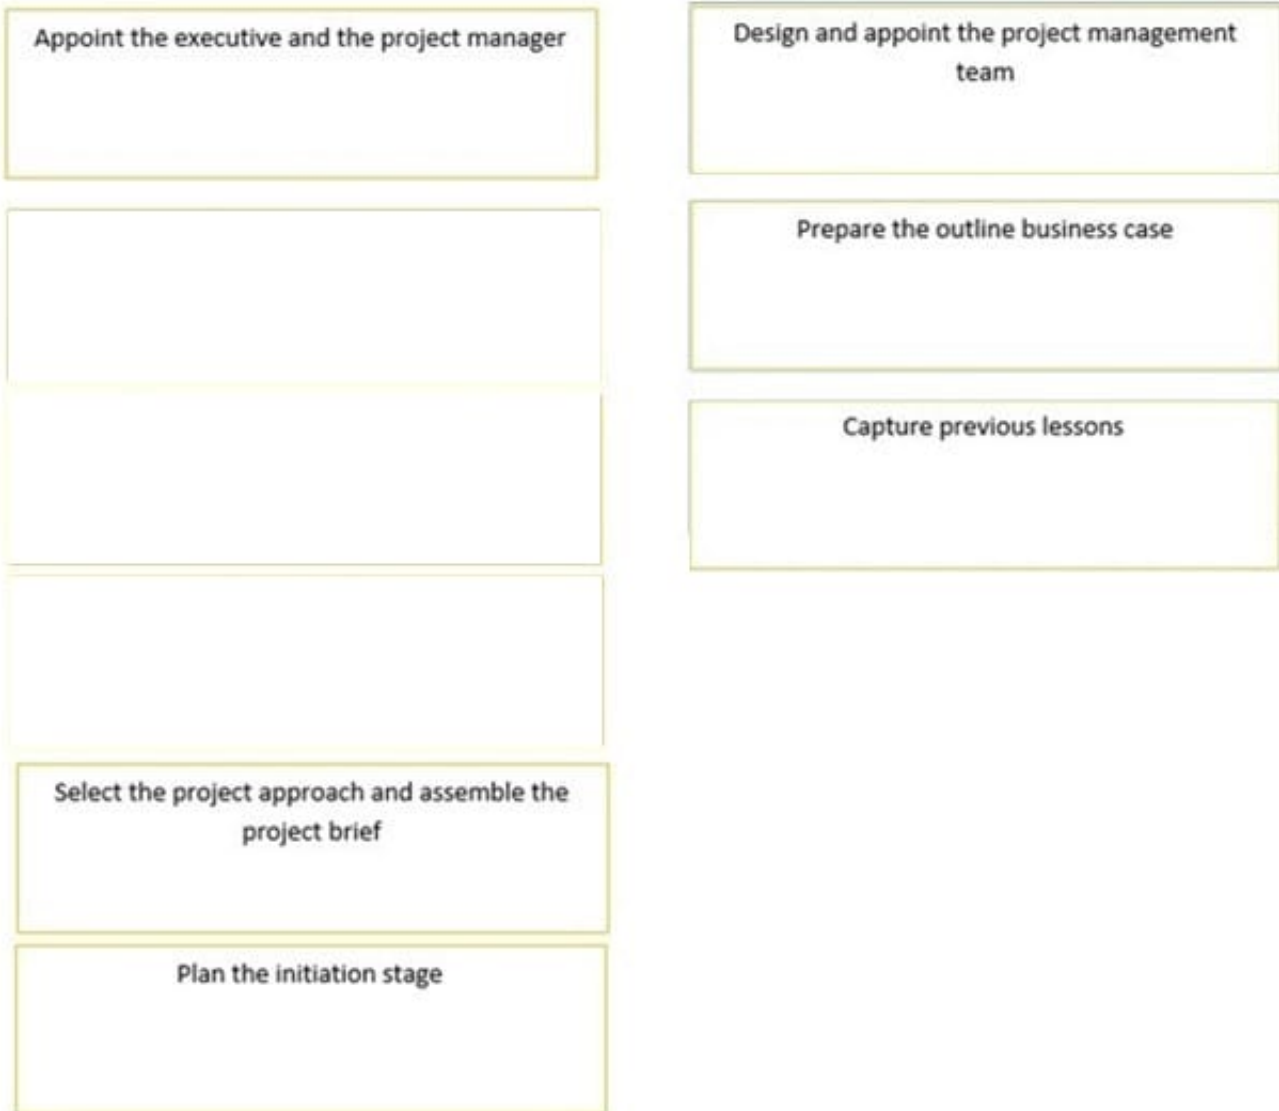 Appoint the executive and the project manager
Design and appoint the project management
team
Prepare the outline business case
Capture previous lessons
Select the project approach and assemble the
project brief
Plan the initiation stage